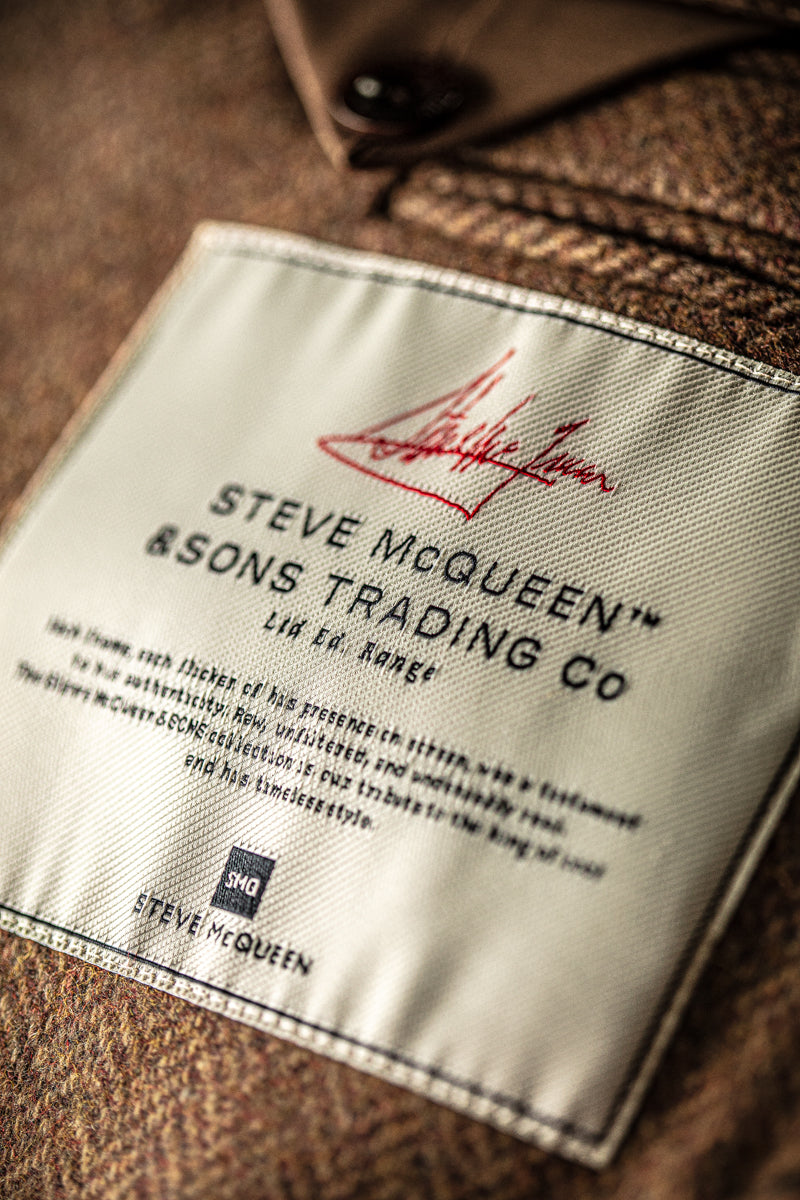 STEVE McQUEEN™
&SONS TRADING CO
Ltd Ed. Range
each flicker of his presence on screen, was a testament
to his authenticity. Raw, unfiltered, and undeniably real.
The Steve McQueen&SONS collection is our tribute to the king of cool
and his timeless style.
SMQ
STEVE McQUEEN